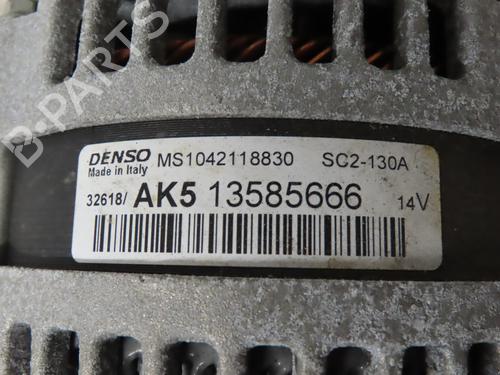 DENSO MS1042118830 SC2-130A
Made in Italy
32618/ AK5 13585666 14V
B-PARTS